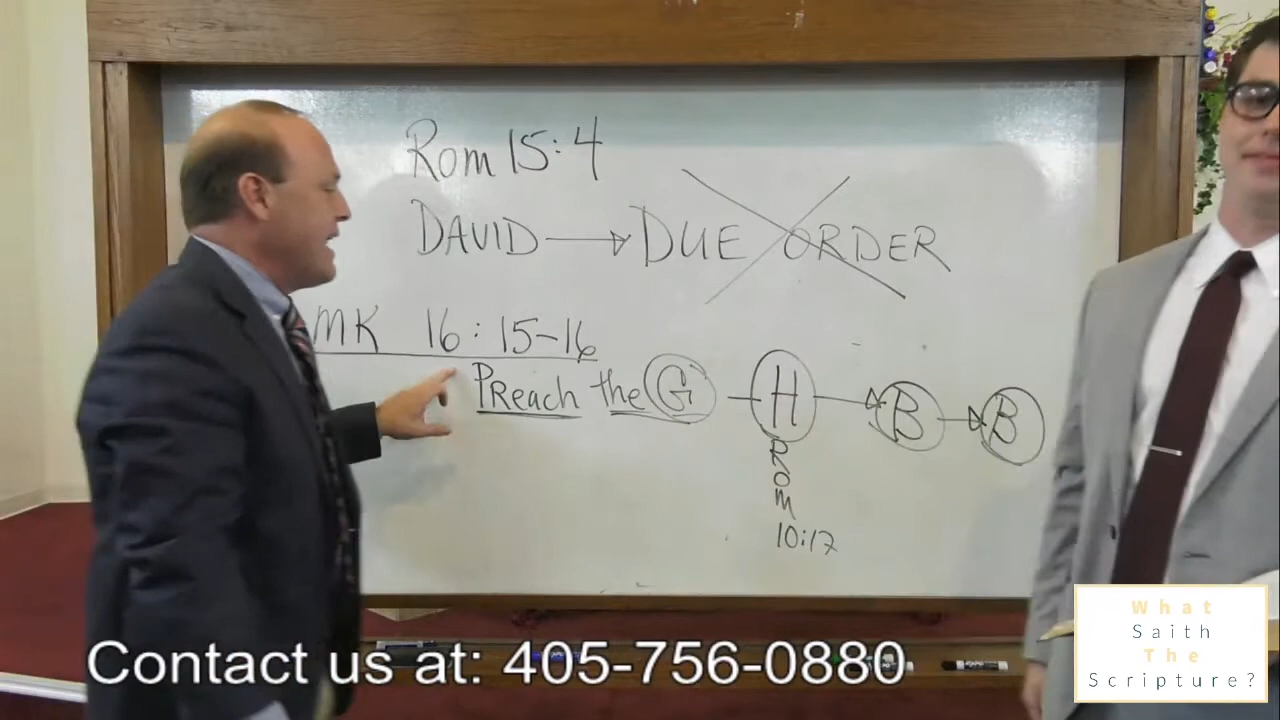 Rom 15:4
DAVID → DUE ORDER
MK 16:15-16
PReach the G — H → B → B
Rom
10:17
Contact us at: 405-756-0880
What
Saith
The
Scripture?